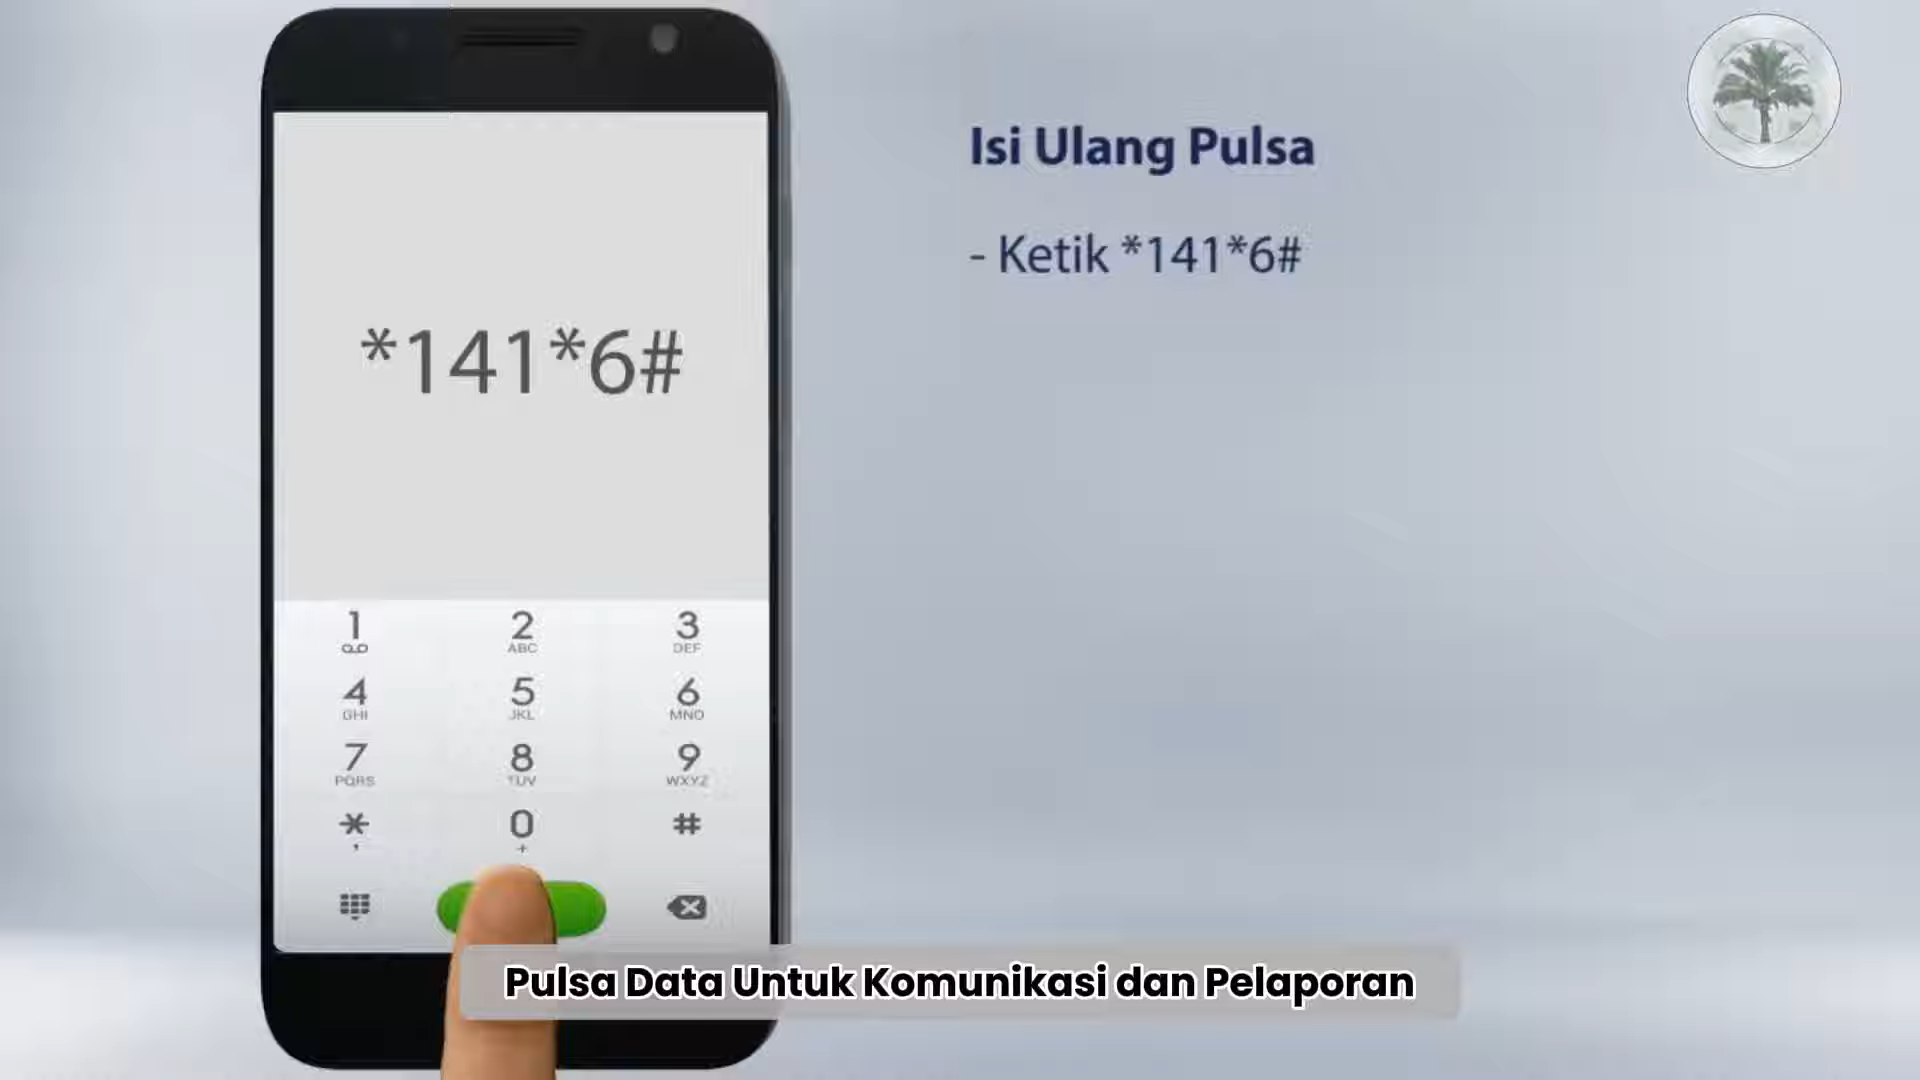 Isi Ulang Pulsa
- Ketik *141*6#
*141*6#
1 2 3
ABC DEF
4 5 6
GHI JKL MNO
7 8 9
PQRS TUV WXYZ
* 0 #
, +
Pulsa Data Untuk Komunikasi dan Pelaporan